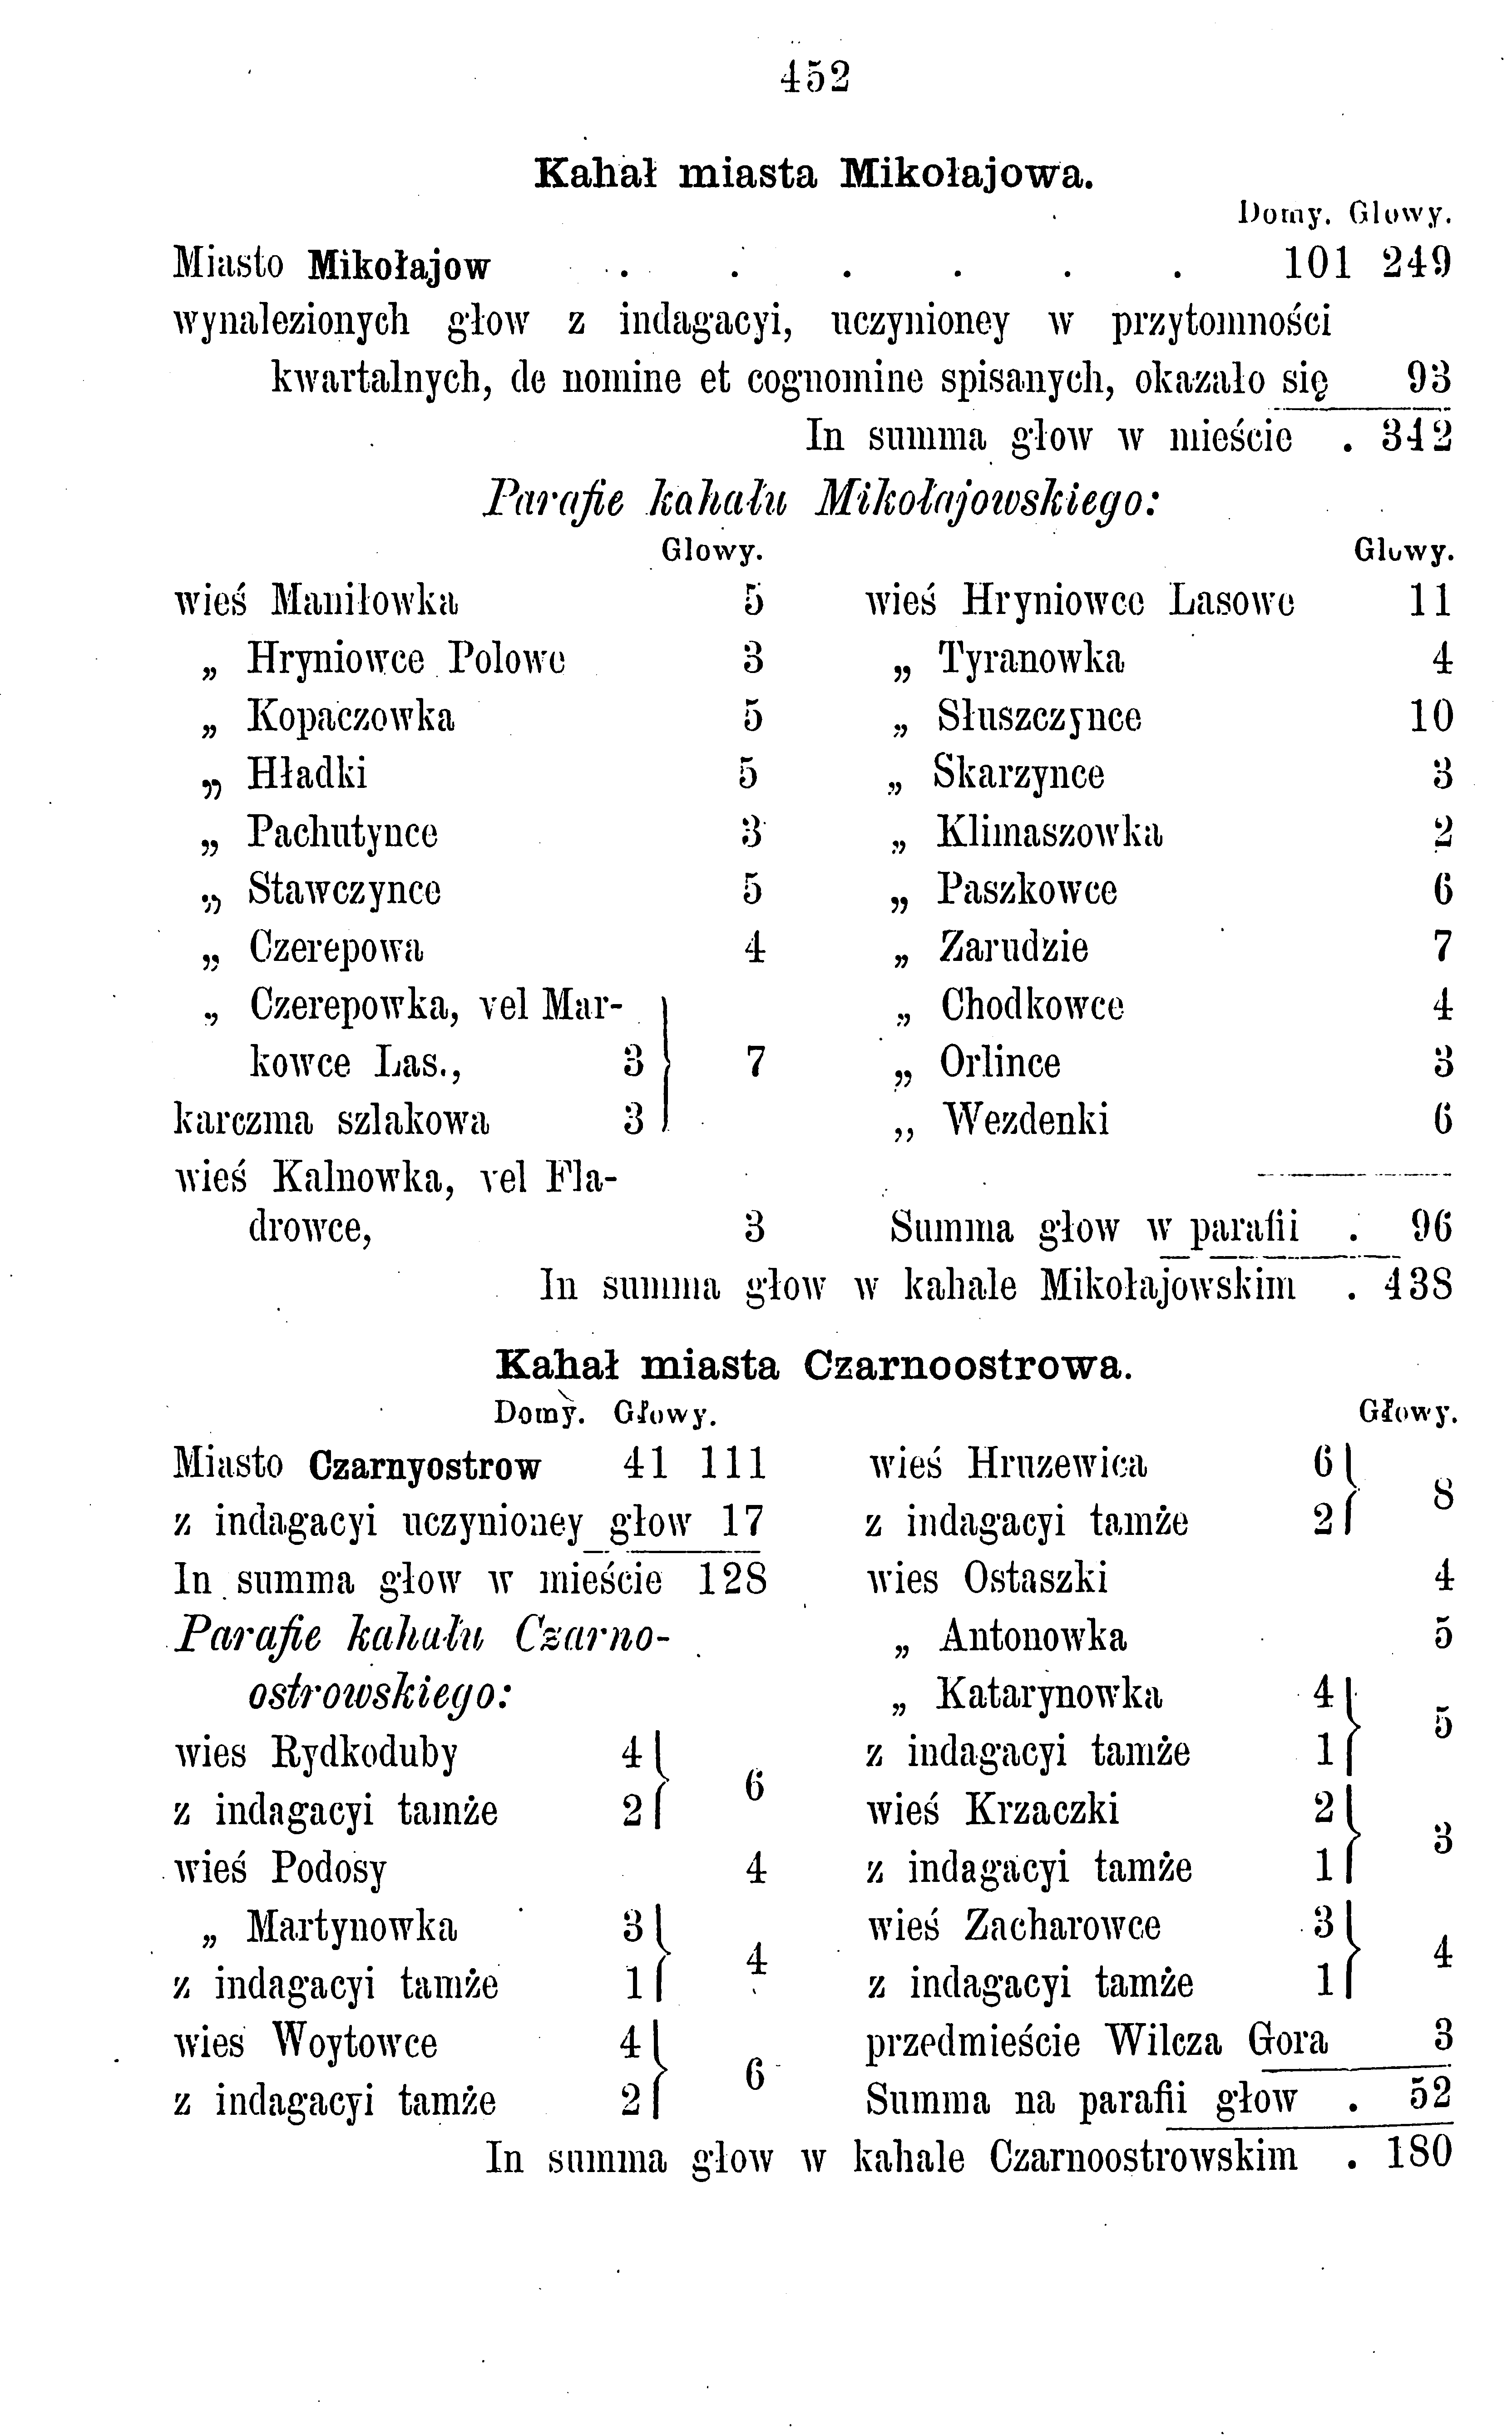 452
Kahał miasta Mikołajowa.
Domy. Glowy.
Miasto Mikołajow . . . . . . 101 249
wynalezionych głow z indagacyi, uczynioney w przytomności
kwartalnych, de nomine et cognomine spisanych, okazało się 93
In summa głow w mieście . 342
Parafie kahału Mikołajowskiego:
Glowy.
wieś Maniłowka 5
„ Hryniowce Polowe 3
„ Kopaczowka 5
„ Hładki 5
„ Pachutynce 3
„ Stawczynce 5
„ Czerepowa 4
„ Czerepowka, vel Mar-
kowce Las., 3 } 7
karczma szlakowa 3
wieś Kalnowka, vel Fla-
drowce, 3
Glowy.
wieś Hryniowce Lasowe 11
„ Tyranowka 4
„ Słuszczynce 10
„ Skarzynce 3
„ Klimaszowka 2
„ Paszkowce 6
„ Zarudzie 7
„ Chodkowce 4
„ Orlince 3
„ Wezdenki 6
Summa głow w parafii . 96
In summa głow w kahale Mikołajowskim . 438
Kahał miasta Czarnoostrowa.
Domy. Głowy.
Miasto Czarnyostrow 41 111
z indagacyi uczynioney głow 17
In summa głow w mieście 128
Parafie kahału Czarno-
ostrowskiego:
wies Rydkoduby 4 } 6
z indagacyi tamże 2
wieś Podosy 4
„ Martynowka 3 } 4
z indagacyi tamże 1
wies Woytowce 4 } 6
z indagacyi tamże 2
Głowy.
wieś Hruzewica 6 } 8
z indagacyi tamże 2
wies Ostaszki 4
„ Antonowka 5
„ Katarynowka 4 } 5
z indagacyi tamże 1
wieś Krzaczki 2 } 3
z indagacyi tamże 1
wieś Zacharowce 3 } 4
z indagacyi tamże 1
przedmieście Wilcza Gora 3
Summa na parafii głow . 52
In summa głow w kahale Czarnoostrowskim . 180